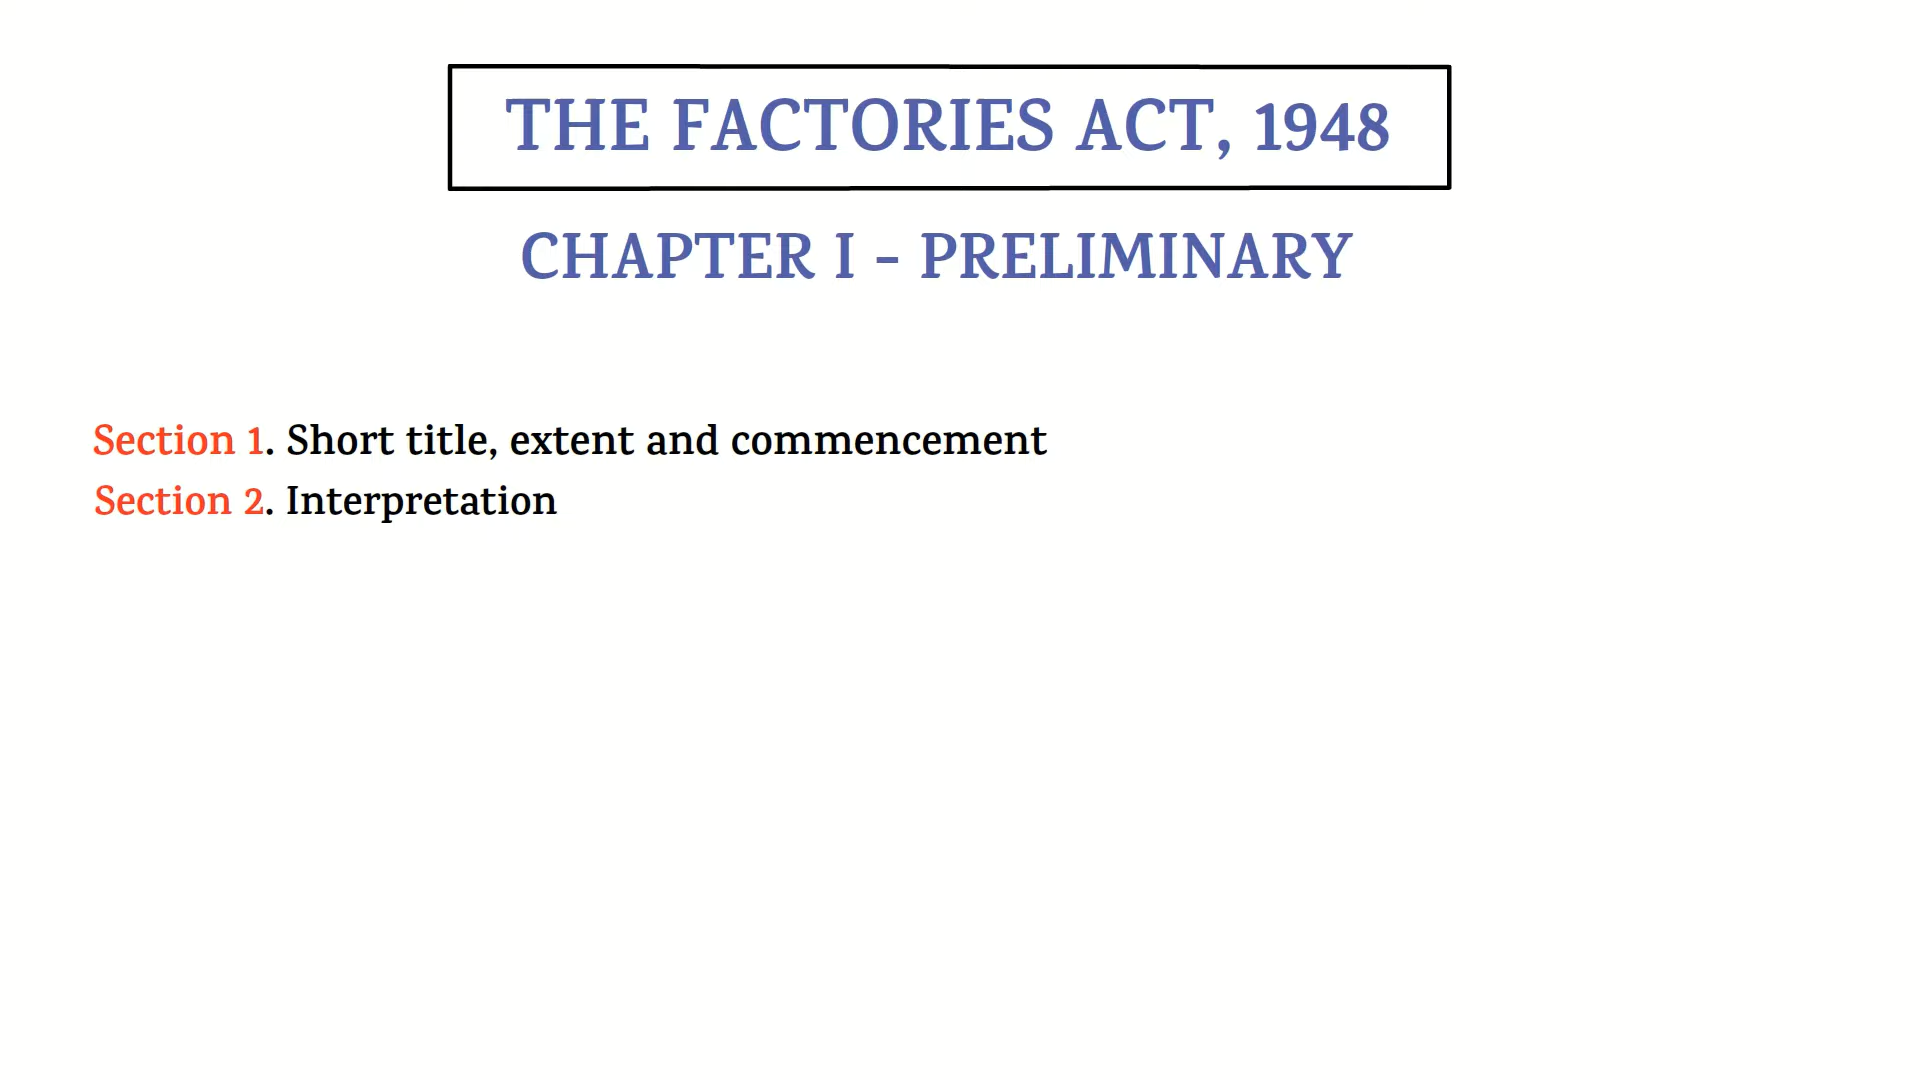 THE FACTORIES ACT, 1948
CHAPTER I - PRELIMINARY
Section 1. Short title, extent and commencement
Section 2. Interpretation